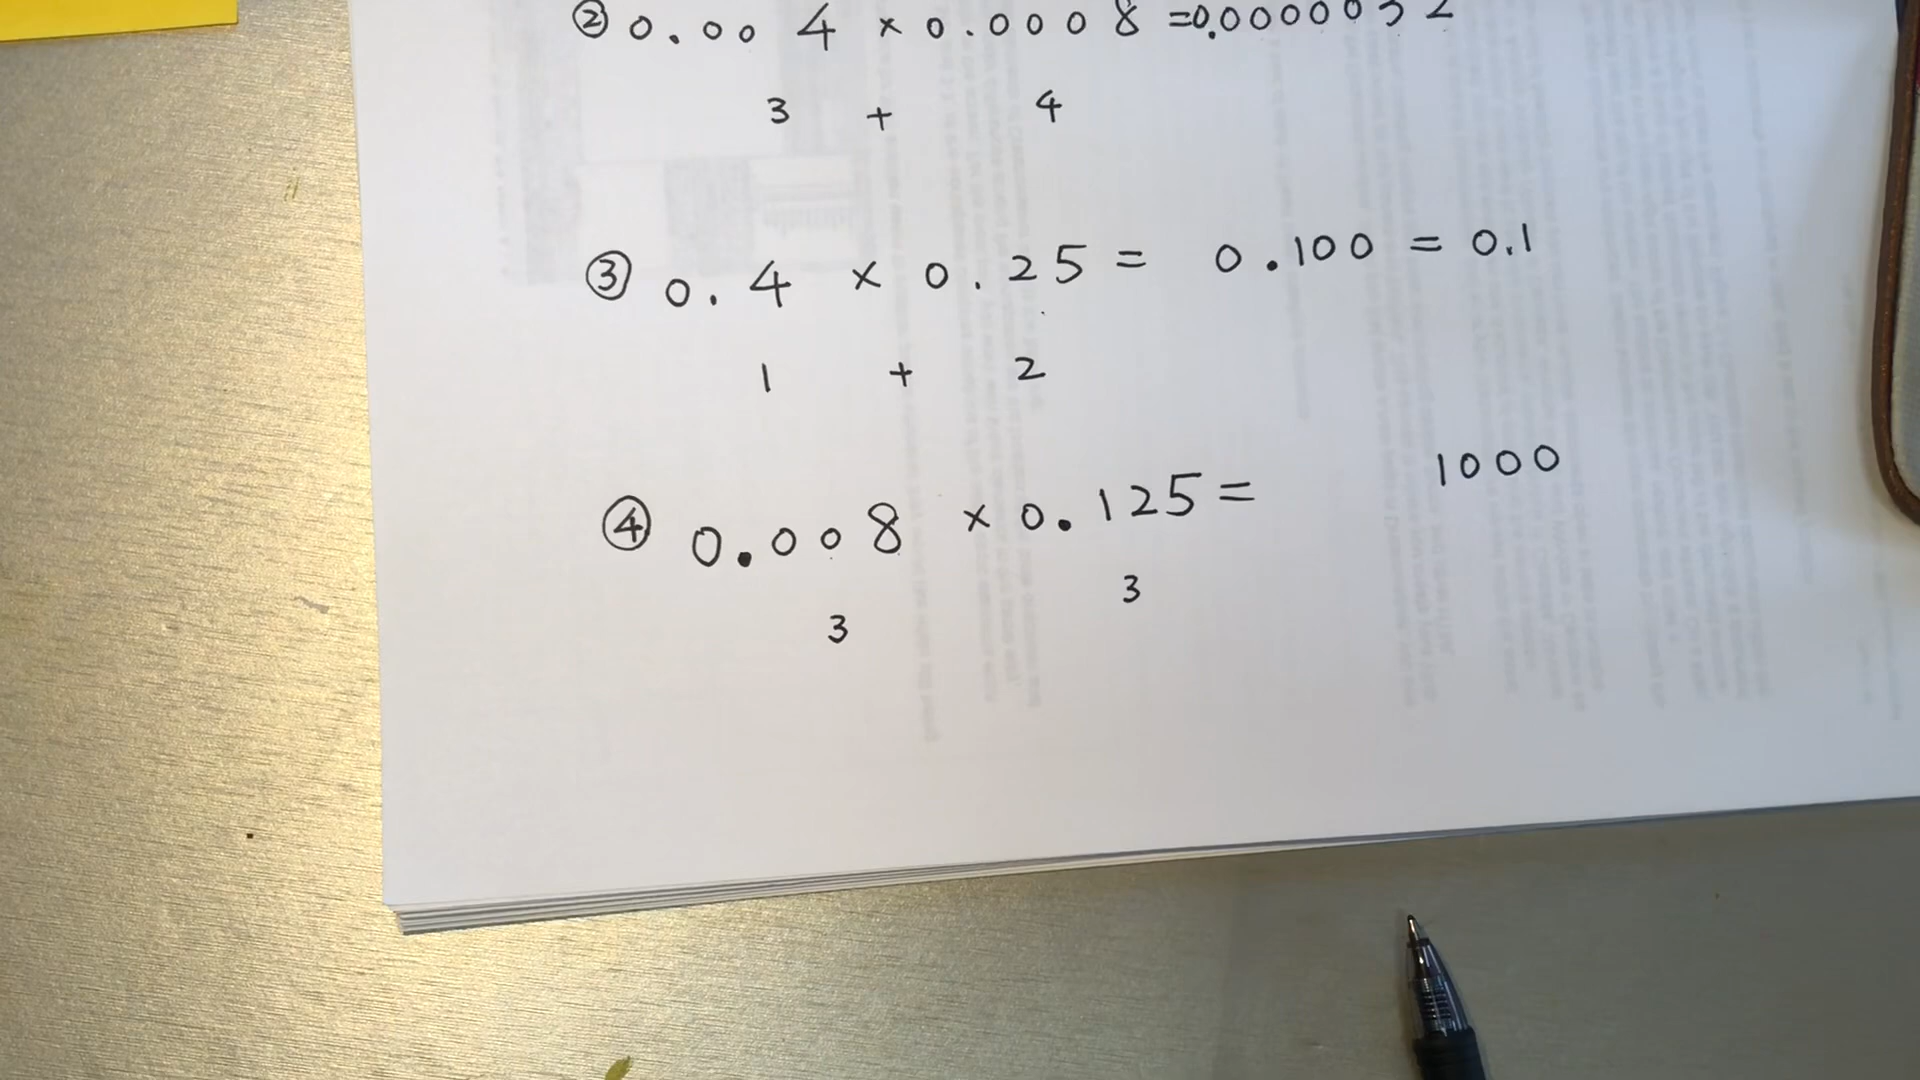 ② 0.004 × 0.0008 =0.0000032
3 + 4
③ 0.4 × 0.25 = 0.100 = 0.1
1 + 2
④ 0.008 × 0.125 = 1000
3 3